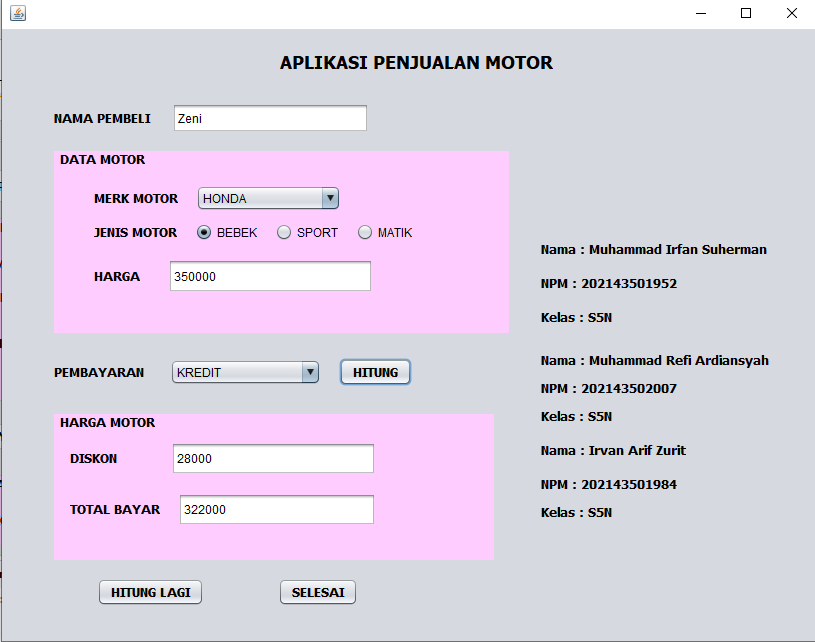 APLIKASI PENJUALAN MOTOR
NAMA PEMBELI Zeni
DATA MOTOR
MERK MOTOR HONDA
JENIS MOTOR BEBEK SPORT MATIK
HARGA 350000
PEMBAYARAN KREDIT HITUNG
HARGA MOTOR
DISKON 28000
TOTAL BAYAR 322000
HITUNG LAGI SELESAI
Nama : Muhammad Irfan Suherman
NPM : 202143501952
Kelas : S5N
Nama : Muhammad Refi Ardiansyah
NPM : 202143502007
Kelas : S5N
Nama : Irvan Arif Zurit
NPM : 202143501984
Kelas : S5N